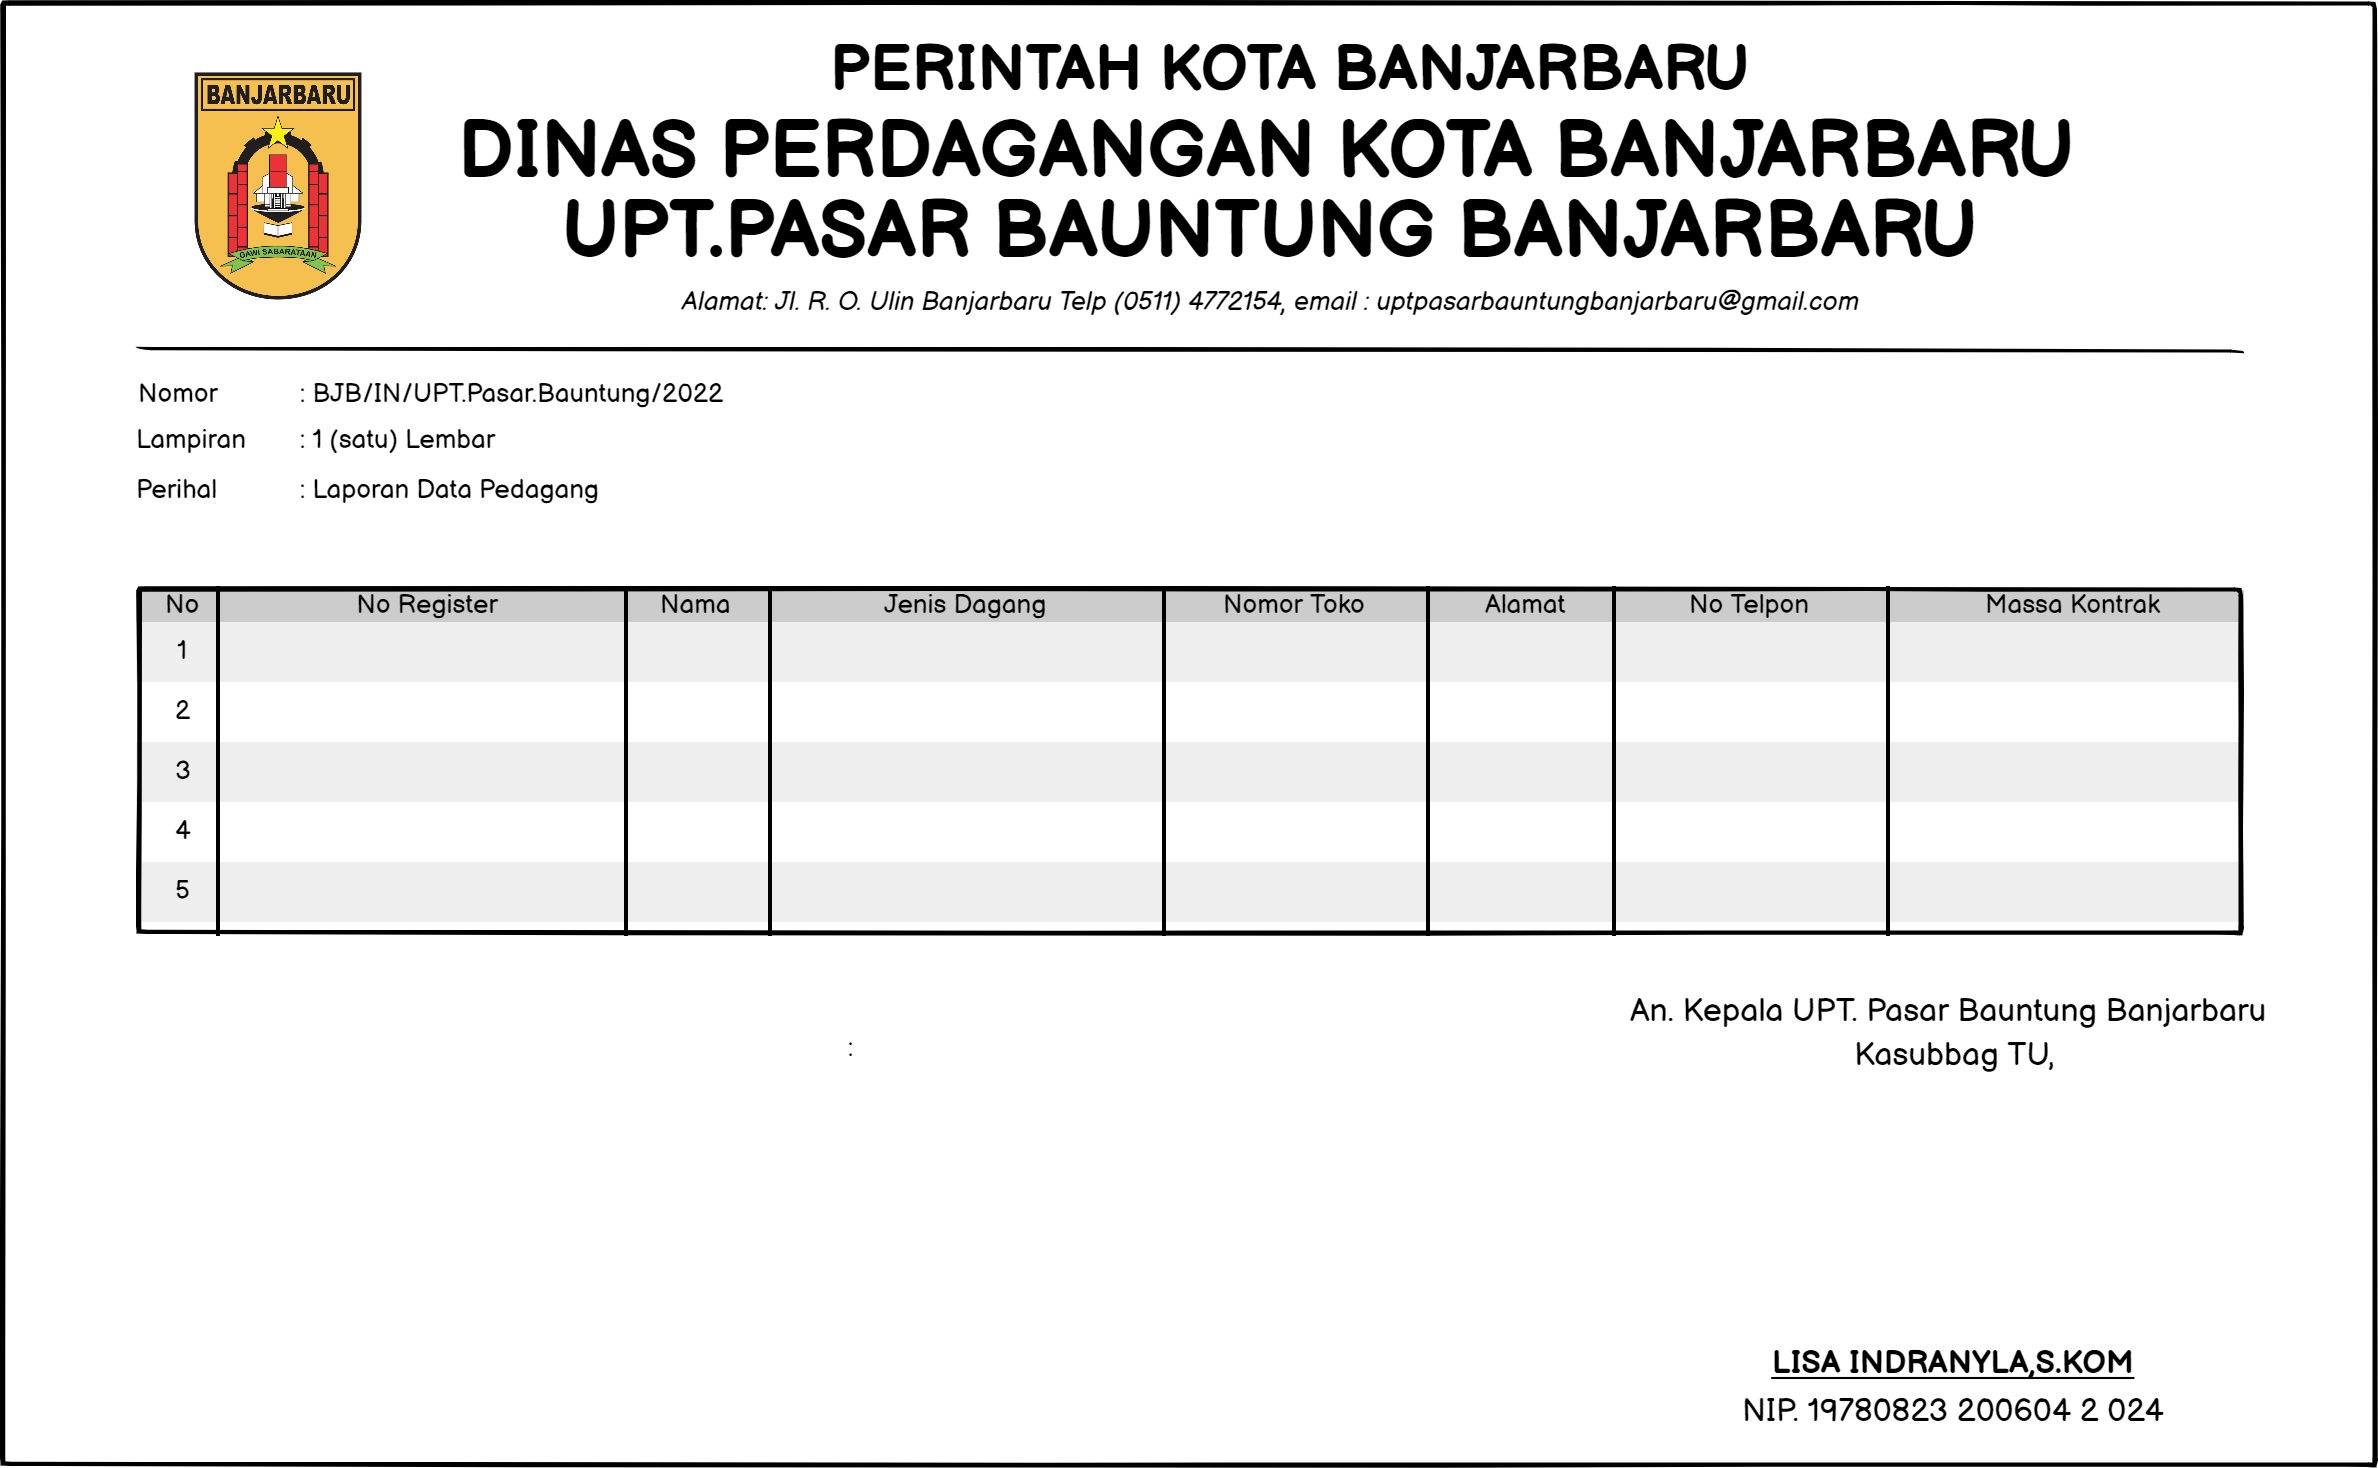 BANJARBARU
GAWI SABARATAAN
PERINTAH KOTA BANJARBARU
DINAS PERDAGANGAN KOTA BANJARBARU
UPT.PASAR BAUNTUNG BANJARBARU
Alamat: Jl. R. O. Ulin Banjarbaru Telp (0511) 4772154, email : uptpasarbauntungbanjarbaru@gmail.com
Nomor : BJB/IN/UPT.Pasar.Bauntung/2022
Lampiran : 1 (satu) Lembar
Perihal : Laporan Data Pedagang
No No Register Nama Jenis Dagang Nomor Toko Alamat No Telpon Massa Kontrak
1
2
3
4
5
An. Kepala UPT. Pasar Bauntung Banjarbaru
:
Kasubbag TU,
LISA INDRANYLA,S.KOM
NIP. 19780823 200604 2 024